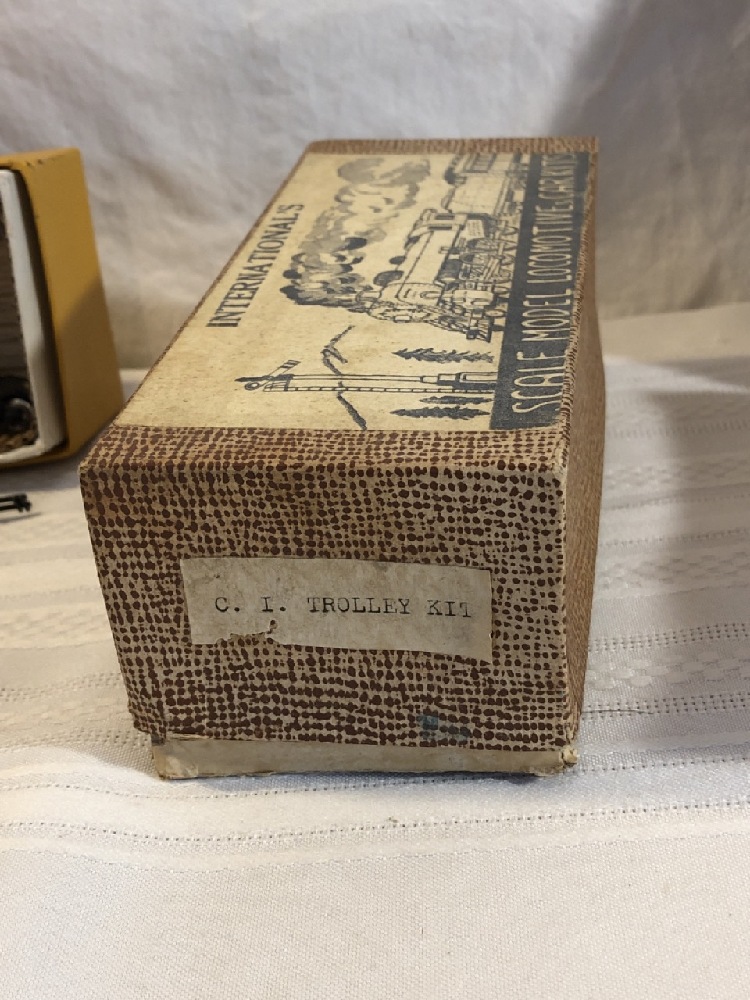 INTERNATIONAL'S
SCALE MODEL LOCOMOTIVE & CAR KITS
C. I. TROLLEY KIT